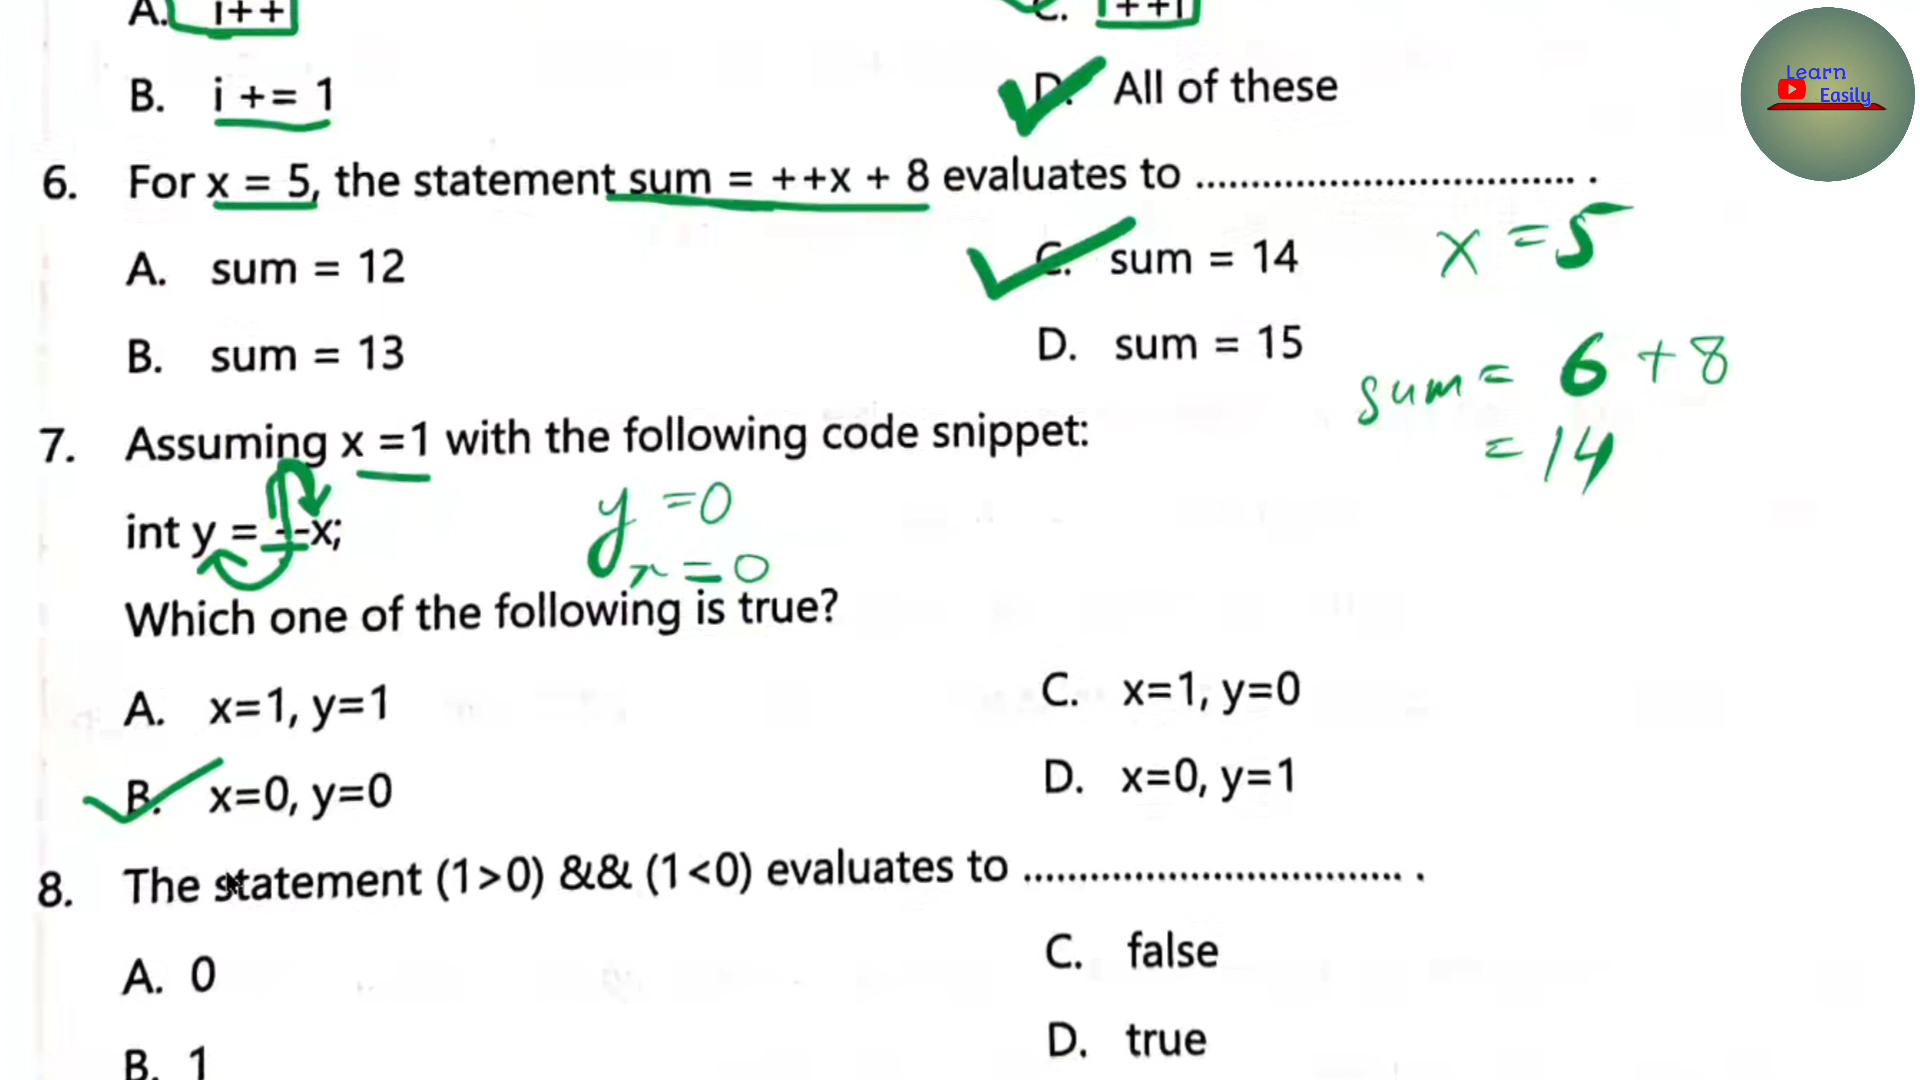 A. i++
C. ++i
B. i += 1
D. All of these
Learn
Easily
6. For x = 5, the statement sum = ++x + 8 evaluates to .................................. .
A. sum = 12
C. sum = 14
x = 5
B. sum = 13
D. sum = 15
sum = 6 + 8
= 14
7. Assuming x =1 with the following code snippet:
int y = --x;
y = 0
x = 0
Which one of the following is true?
A. x=1, y=1
C. x=1, y=0
B. x=0, y=0
D. x=0, y=1
8. The statement (1>0) && (1<0) evaluates to .................................. .
A. 0
C. false
B. 1
D. true